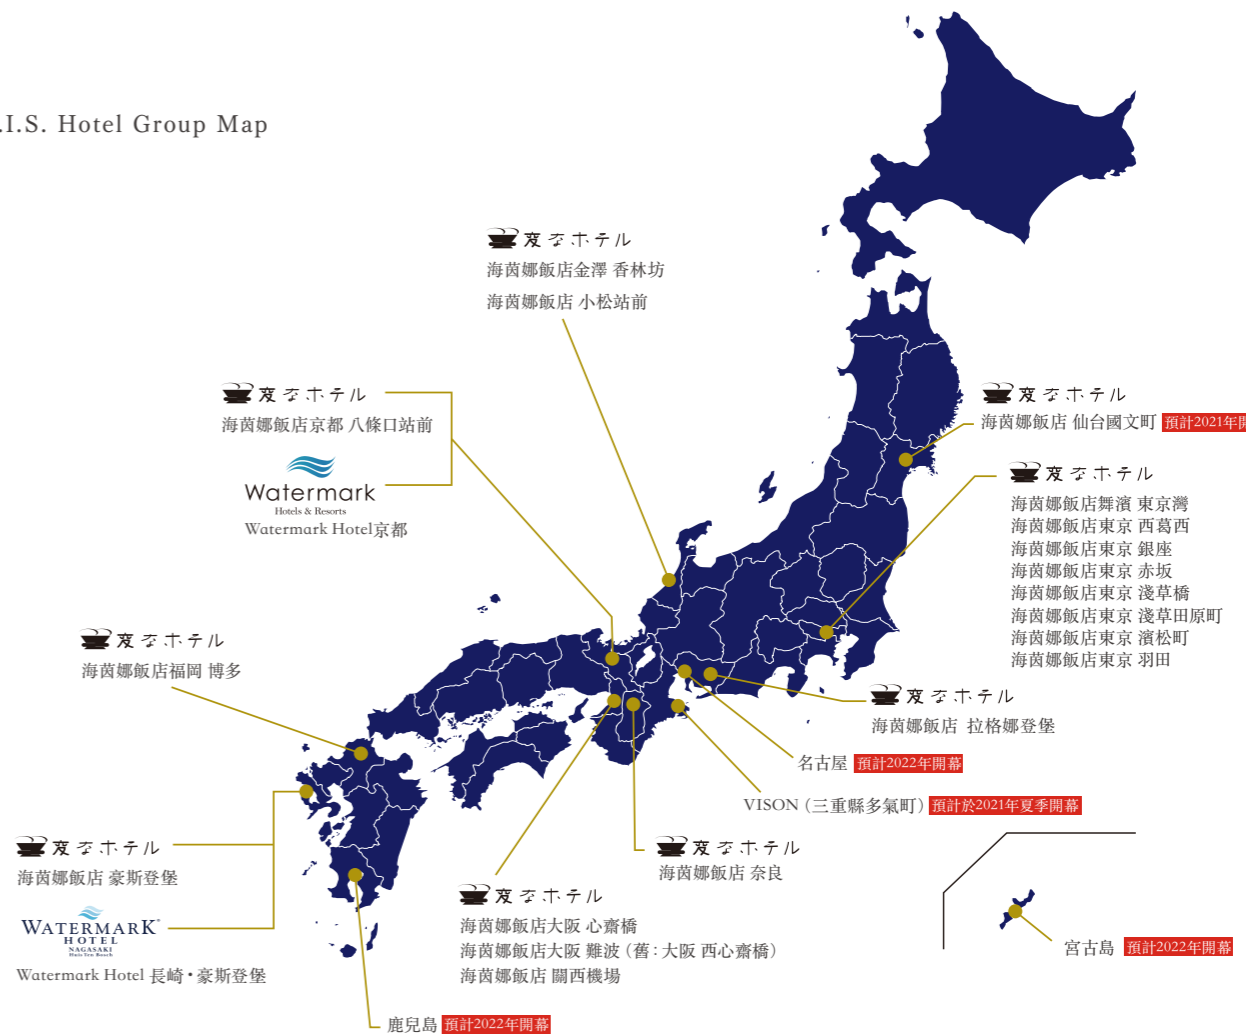 .I.S. Hotel Group Map
変なホテル
海茵娜飯店金澤 香林坊
海茵娜飯店 小松站前
変なホテル
海茵娜飯店京都 八條口站前
Watermark
Hotels & Resorts
Watermark Hotel京都
変なホテル
海茵娜飯店 仙台國文町 預計2021年開
変なホテル
海茵娜飯店舞濱 東京灣
海茵娜飯店東京 西葛西
海茵娜飯店東京 銀座
海茵娜飯店東京 赤坂
海茵娜飯店東京 淺草橋
海茵娜飯店東京 淺草田原町
海茵娜飯店東京 濱松町
海茵娜飯店東京 羽田
変なホテル
海茵娜飯店福岡 博多
変なホテル
海茵娜飯店 拉格娜登堡
名古屋 預計2022年開幕
VISON（三重縣多氣町） 預計於2021年夏季開幕
変なホテル
海茵娜飯店 豪斯登堡
WATERMARK
HOTEL
NAGASAKI
Huis Ten Bosch
Watermark Hotel 長崎・豪斯登堡
変なホテル
海茵娜飯店 奈良
変なホテル
海茵娜飯店大阪 心齋橋
海茵娜飯店大阪 難波（舊：大阪 西心齋橋）
海茵娜飯店 關西機場
鹿兒島 預計2022年開幕
宮古島 預計2022年開幕